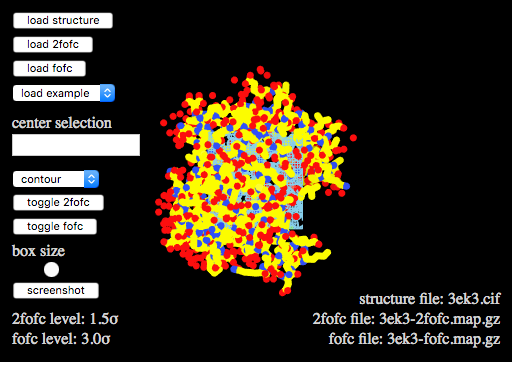 load structure
load 2fofc
load fofc
load example
center selection
contour
toggle 2fofc
toggle fofc
box size
screenshot
2fofc level: 1.5σ
fofc level: 3.0σ
structure file: 3ek3.cif
2fofc file: 3ek3-2fofc.map.gz
fofc file: 3ek3-fofc.map.gz